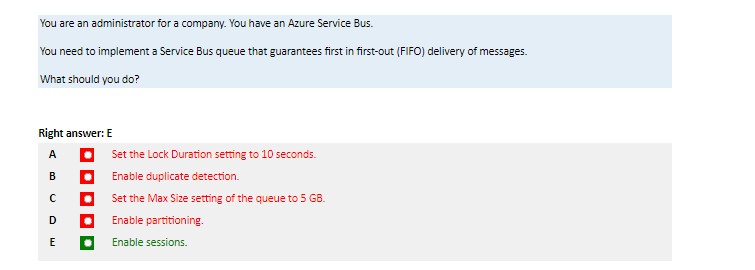 You are an administrator for a company. You have an Azure Service Bus.
You need to implement a Service Bus queue that guarantees first in first-out (FIFO) delivery of messages.
What should you do?
Right answer: E
A Set the Lock Duration setting to 10 seconds.
B Enable duplicate detection.
C Set the Max Size setting of the queue to 5 GB.
D Enable partitioning.
E Enable sessions.